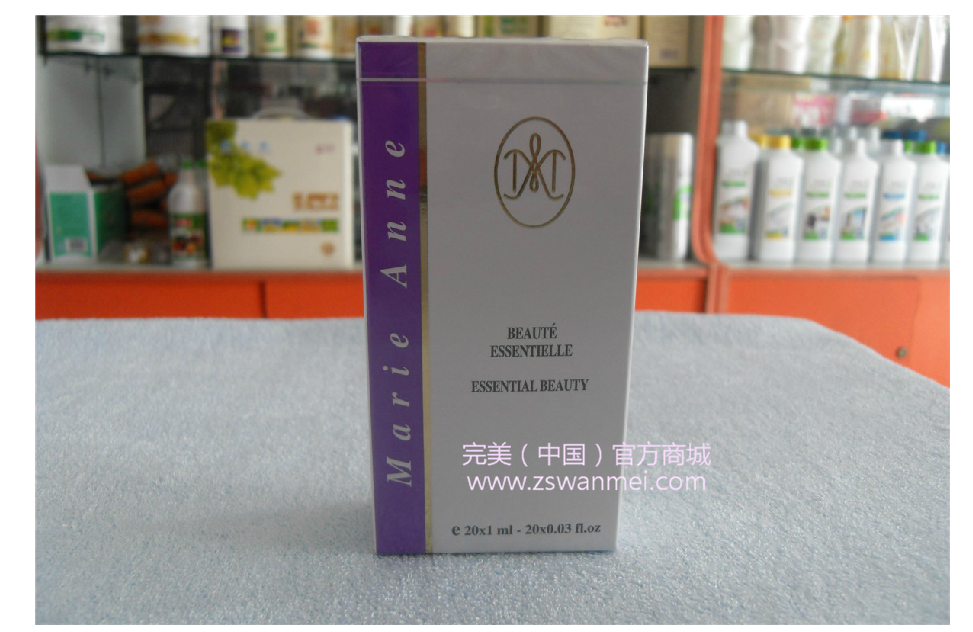 Marie Anne
BEAUTÉ
ESSENTIELLE
ESSENTIAL BEAUTY
完美（中国）官方商城
www.zswanmei.com
e 20x1 ml - 20x0.03 fl.oz